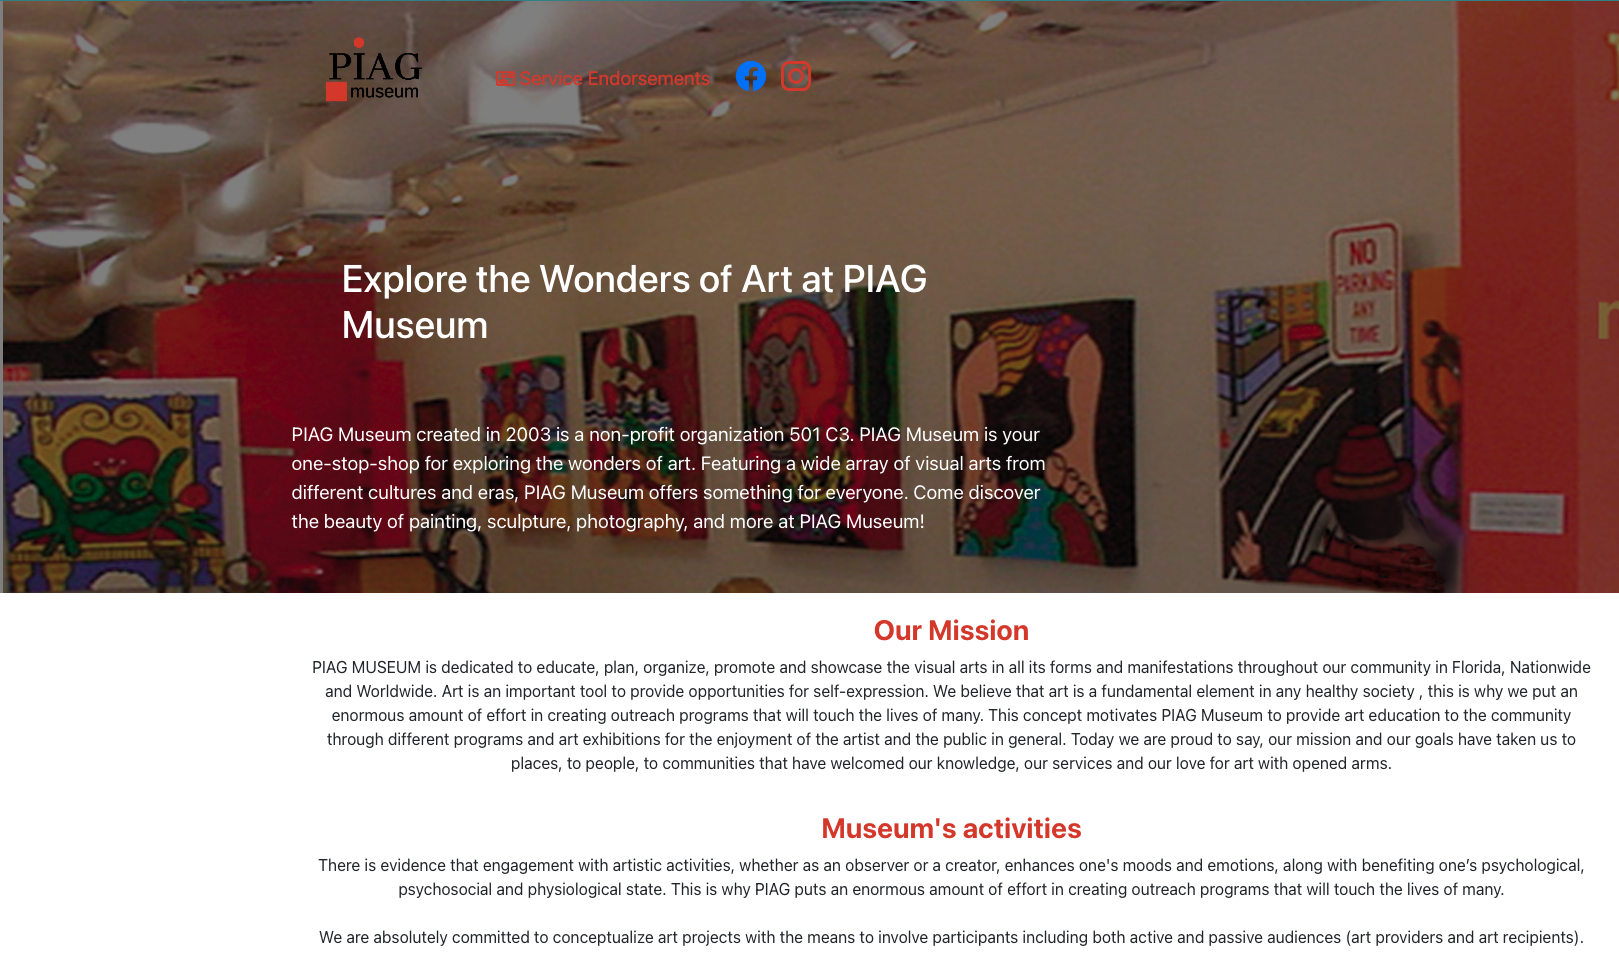 PIAG
museum
Service Endorsements
NO
PARKING
ANY
TIME
Explore the Wonders of Art at PIAG
Museum
PIAG Museum created in 2003 is a non-profit organization 501 C3. PIAG Museum is your
one-stop-shop for exploring the wonders of art. Featuring a wide array of visual arts from
different cultures and eras, PIAG Museum offers something for everyone. Come discover
the beauty of painting, sculpture, photography, and more at PIAG Museum!
Our Mission
PIAG MUSEUM is dedicated to educate, plan, organize, promote and showcase the visual arts in all its forms and manifestations throughout our community in Florida, Nationwide
and Worldwide. Art is an important tool to provide opportunities for self-expression. We believe that art is a fundamental element in any healthy society , this is why we put an
enormous amount of effort in creating outreach programs that will touch the lives of many. This concept motivates PIAG Museum to provide art education to the community
through different programs and art exhibitions for the enjoyment of the artist and the public in general. Today we are proud to say, our mission and our goals have taken us to
places, to people, to communities that have welcomed our knowledge, our services and our love for art with opened arms.
Museum's activities
There is evidence that engagement with artistic activities, whether as an observer or a creator, enhances one's moods and emotions, along with benefiting one’s psychological,
psychosocial and physiological state. This is why PIAG puts an enormous amount of effort in creating outreach programs that will touch the lives of many.
We are absolutely committed to conceptualize art projects with the means to involve participants including both active and passive audiences (art providers and art recipients).